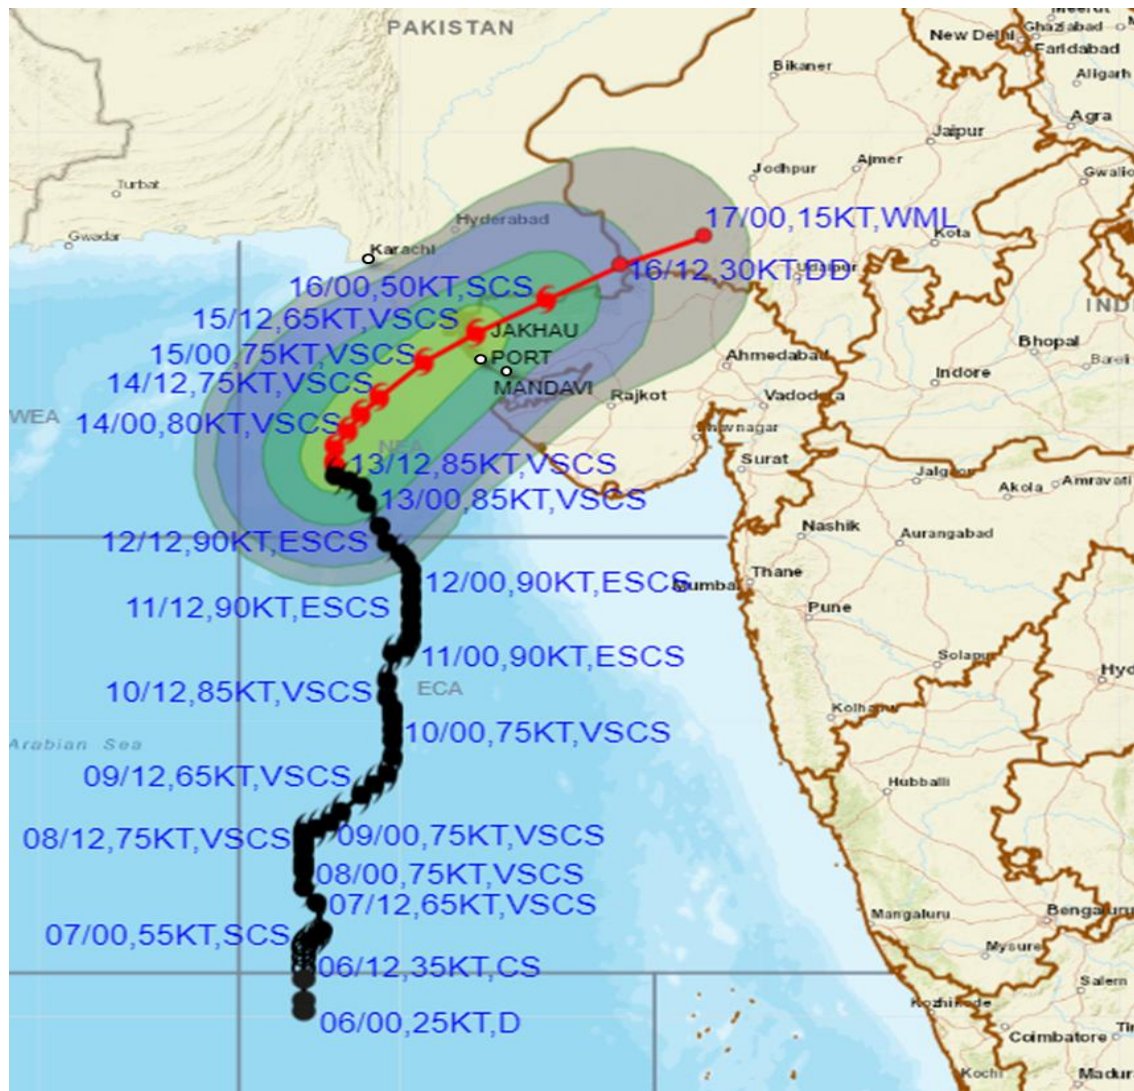 PAKISTAN
Meerut
New Delhi
Ghaziabad
Faridabad
Bikaner
Aligarh
Agra
Jaipur
Turbat
Jodhpur
Ajmer
Hyderabad
17/00,15KT,WML
Gwadar
Karachi
Kota
16/12,30KT,DD
16/00,50KT,SCS
Udaipur
15/12,65KT,VSCS
JAKHAU
PORT
15/00,75KT,VSCS
Ahmedabad
Bhopal
14/12,75KT,VSCS
MANDAVI
Indore
Rajkot
Vadodara
WEA
14/00,80KT,VSCS
NEA
13/12,85KT,VSCS
Surat
Jalgaon
Akola
Amravati
13/00,85KT,VSCS
Nashik
Aurangabad
12/12,90KT,ESCS
12/00,90KT,ESCS
Mumbai
Thane
11/12,90KT,ESCS
Pune
11/00,90KT,ESCS
Solapur
10/12,85KT,VSCS
ECA
10/00,75KT,VSCS
Kolhapur
Arabian Sea
09/12,65KT,VSCS
Hubballi
08/12,75KT,VSCS
09/00,75KT,VSCS
08/00,75KT,VSCS
07/12,65KT,VSCS
Mangaluru
Bengaluru
07/00,55KT,SCS
Mysuru
06/12,35KT,CS
Salem
Kozhikode
06/00,25KT,D
Coimbatore
Kochi